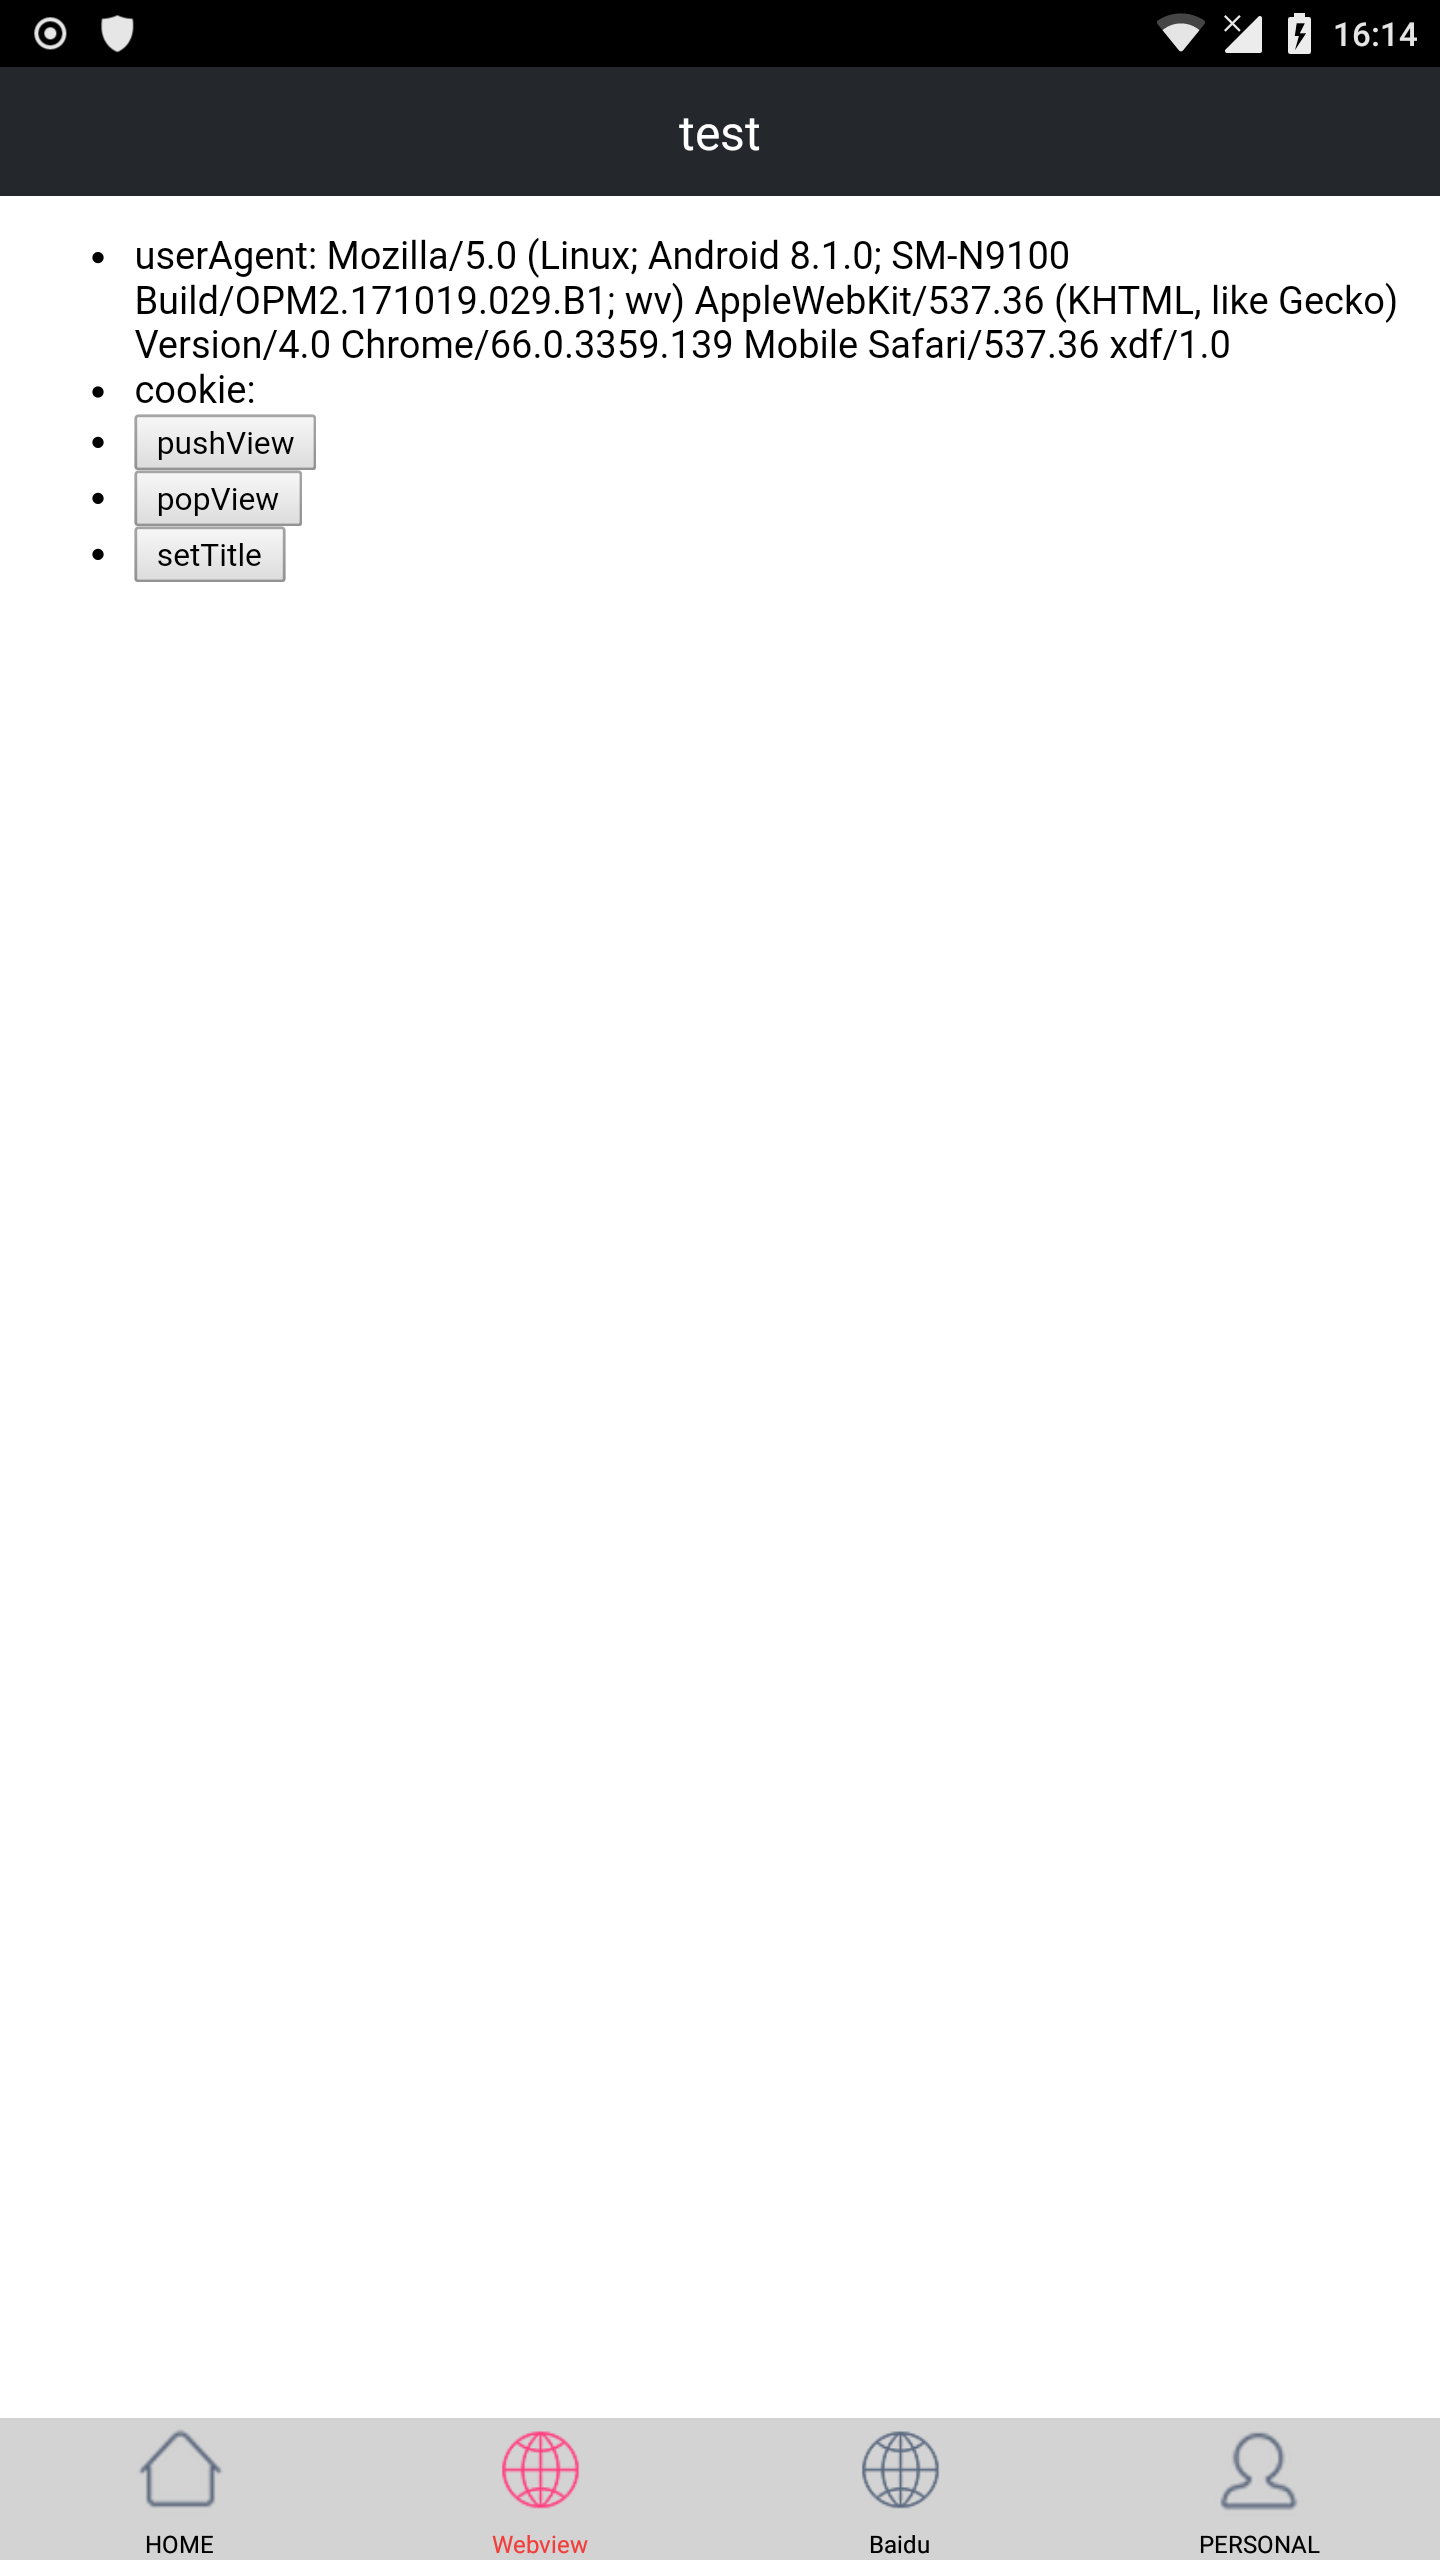 16:14
test
userAgent: Mozilla/5.0 (Linux; Android 8.1.0; SM-N9100
Build/OPM2.171019.029.B1; wv) AppleWebKit/537.36 (KHTML, like Gecko)
Version/4.0 Chrome/66.0.3359.139 Mobile Safari/537.36 xdf/1.0
cookie:
pushView
popView
setTitle
HOME
Webview
Baidu
PERSONAL